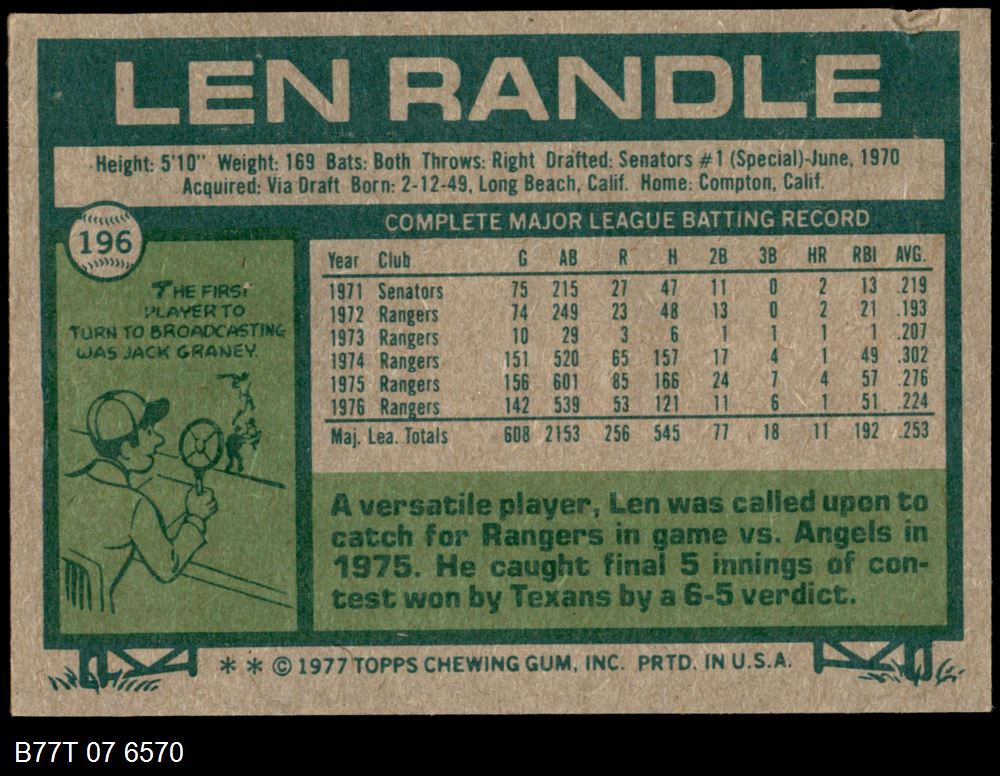 LEN RANDLE
Height: 5'10" Weight: 169 Bats: Both Throws: Right Drafted: Senators #1 (Special)-June, 1970
Acquired: Via Draft Born: 2-12-49, Long Beach, Calif. Home: Compton, Calif.
196
THE FIRST
PLAYER TO
TURN TO BROADCASTING
WAS JACK GRANEY.
COMPLETE MAJOR LEAGUE BATTING RECORD
Year Club G AB R H 2B 3B HR RBI AVG.
1971 Senators 75 215 27 47 11 0 2 13 .219
1972 Rangers 74 249 23 48 13 0 2 21 .193
1973 Rangers 10 29 3 6 1 1 1 1 .207
1974 Rangers 151 520 65 157 17 4 1 49 .302
1975 Rangers 156 601 85 166 24 7 4 57 .276
1976 Rangers 142 539 53 121 11 6 1 51 .224
Maj. Lea. Totals 608 2153 256 545 77 18 11 192 .253
A versatile player, Len was called upon to
catch for Rangers in game vs. Angels in
1975. He caught final 5 innings of con-
test won by Texans by a 6-5 verdict.
* * © 1977 TOPPS CHEWING GUM, INC. PRTD. IN U.S.A.
B77T 07 6570